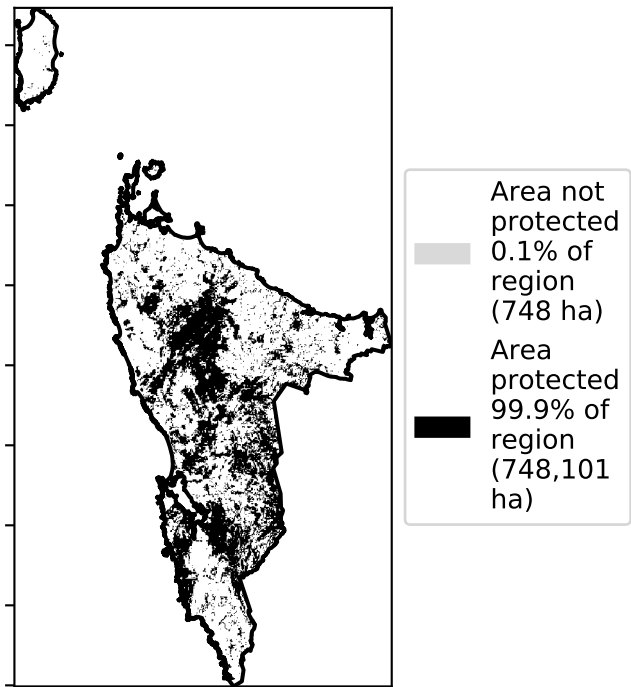 Area not
protected
0.1% of
region
(748 ha)
Area
protected
99.9% of
region
(748,101
ha)